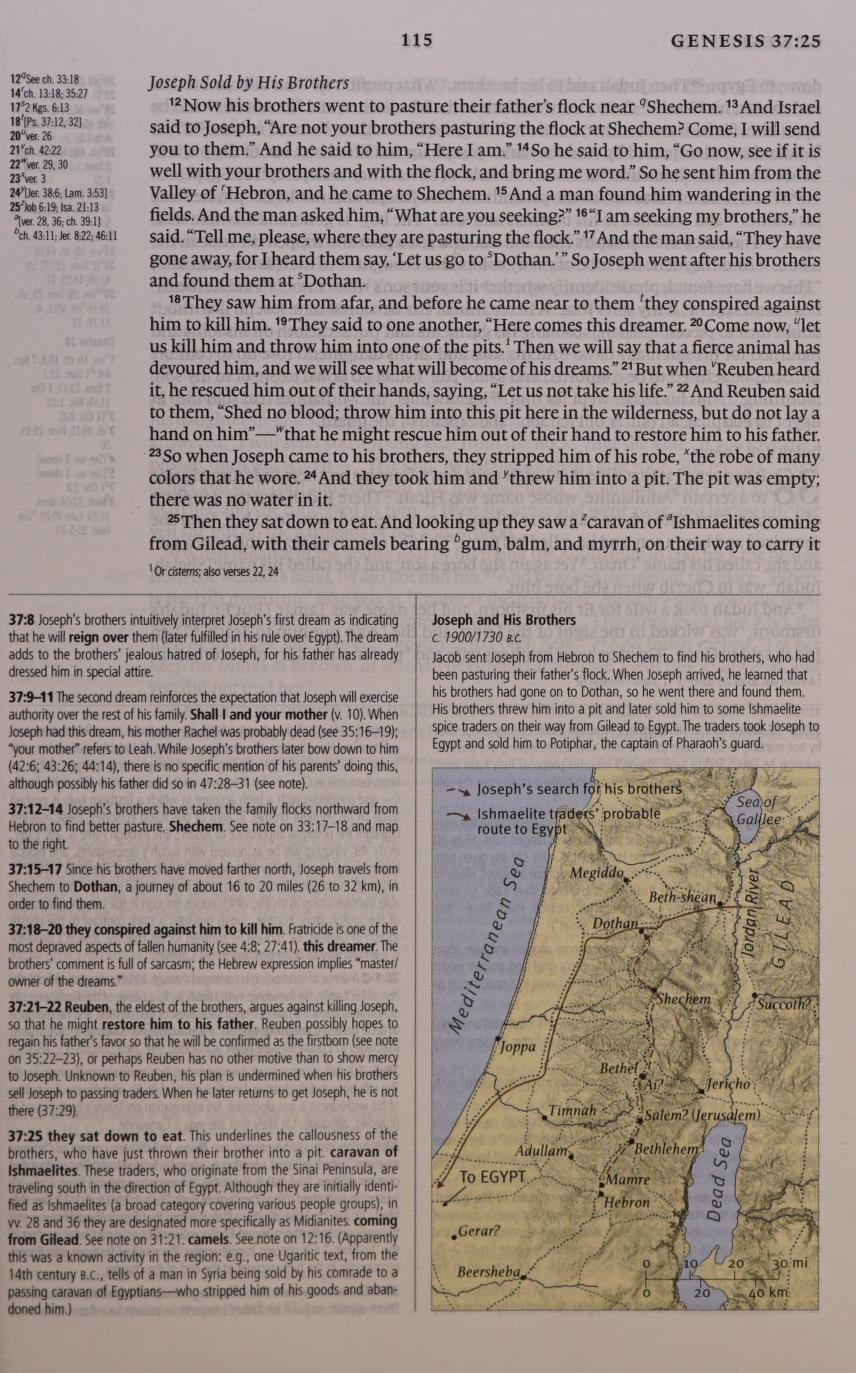 115
GENESIS 37:25
12qSee ch. 33:18
14rch. 13:18; 35:27
17s2 Kgs. 6:13
18t[Ps. 37:12, 32]
20uver. 26
21vch. 42:22
22wver. 29, 30
23xver. 3
24y[Jer. 38:6; Lam. 3:53]
25zJob 6:19; Isa. 21:13
a[ver. 28, 36; ch. 39:1]
bch. 43:11; Jer. 8:22; 46:11
Joseph Sold by His Brothers
12 Now his brothers went to pasture their father's flock near qShechem. 13 And Israel
said to Joseph, “Are not your brothers pasturing the flock at Shechem? Come, I will send
you to them.” And he said to him, “Here I am.” 14 So he said to him, “Go now, see if it is
well with your brothers and with the flock, and bring me word.” So he sent him from the
Valley of rHebron, and he came to Shechem. 15 And a man found him wandering in the
fields. And the man asked him, “What are you seeking?” 16 “I am seeking my brothers,” he
said. “Tell me, please, where they are pasturing the flock.” 17 And the man said, “They have
gone away, for I heard them say, ‘Let us go to sDothan.’” So Joseph went after his brothers
and found them at sDothan.
18 They saw him from afar, and before he came near to them tthey conspired against
him to kill him. 19 They said to one another, “Here comes this dreamer. 20 Come now, ulet
us kill him and throw him into one of the pits.1 Then we will say that a fierce animal has
devoured him, and we will see what will become of his dreams.” 21 But when vReuben heard
it, he rescued him out of their hands, saying, “Let us not take his life.” 22 And Reuben said
to them, “Shed no blood; throw him into this pit here in the wilderness, but do not lay a
hand on him”—wthat he might rescue him out of their hand to restore him to his father.
23 So when Joseph came to his brothers, they stripped him of his robe, xthe robe of many
colors that he wore. 24 And they took him and ythrew him into a pit. The pit was empty;
there was no water in it.
25 Then they sat down to eat. And looking up they saw a zcaravan of aIshmaelites coming
from Gilead, with their camels bearing bgum, balm, and myrrh, on their way to carry it
1 Or cisterns; also verses 22, 24
37:8 Joseph's brothers intuitively interpret Joseph's first dream as indicating
that he will reign over them (later fulfilled in his rule over Egypt). The dream
adds to the brothers' jealous hatred of Joseph, for his father has already
dressed him in special attire.
37:9–11 The second dream reinforces the expectation that Joseph will exercise
authority over the rest of his family. Shall I and your mother (v. 10). When
Joseph had this dream, his mother Rachel was probably dead (see 35:16–19);
“your mother” refers to Leah. While Joseph's brothers later bow down to him
(42:6; 43:26; 44:14), there is no specific mention of his parents' doing this,
although possibly his father did so in 47:28–31 (see note).
37:12–14 Joseph's brothers have taken the family flocks northward from
Hebron to find better pasture. Shechem. See note on 33:17–18 and map
to the right.
37:15–17 Since his brothers have moved farther north, Joseph travels from
Shechem to Dothan, a journey of about 16 to 20 miles (26 to 32 km), in
order to find them.
37:18–20 they conspired against him to kill him. Fratricide is one of the
most depraved aspects of fallen humanity (see 4:8; 27:41). this dreamer. The
brothers' comment is full of sarcasm; the Hebrew expression implies “master/
owner of the dreams.”
37:21–22 Reuben, the eldest of the brothers, argues against killing Joseph,
so that he might restore him to his father. Reuben possibly hopes to
regain his father's favor so that he will be confirmed as the firstborn (see note
on 35:22–23), or perhaps Reuben has no other motive than to show mercy
to Joseph. Unknown to Reuben, his plan is undermined when his brothers
sell Joseph to passing traders. When he later returns to get Joseph, he is not
there (37:29).
37:25 they sat down to eat. This underlines the callousness of the
brothers, who have just thrown their brother into a pit. caravan of
Ishmaelites. These traders, who originate from the Sinai Peninsula, are
traveling south in the direction of Egypt. Although they are initially identi-
fied as Ishmaelites (a broad category covering various people groups), in
vv. 28 and 36 they are designated more specifically as Midianites. coming
from Gilead. See note on 31:21. camels. See note on 12:16. (Apparently
this was a known activity in the region: e.g., one Ugaritic text, from the
14th century B.C., tells of a man in Syria being sold by his comrade to a
passing caravan of Egyptians—who stripped him of his goods and aban-
doned him.)
Joseph and His Brothers
c. 1900/1730 B.C.
Jacob sent Joseph from Hebron to Shechem to find his brothers, who had
been pasturing their father's flock. When Joseph arrived, he learned that
his brothers had gone on to Dothan, so he went there and found them.
His brothers threw him into a pit and later sold him to some Ishmaelite
spice traders on their way from Gilead to Egypt. The traders took Joseph to
Egypt and sold him to Potiphar, the captain of Pharaoh's guard.
Joseph's search for his brothers
Ishmaelite traders' probable
route to Egypt
Sea of
Galilee
Mediterranean Sea
Megiddo
Beth-shean
Jordan River
GILEAD
Dothan
Shechem
Succoth?
Joppa
Bethel
Ai?
Jericho
Timnah
Salem? (Jerusalem)
Adullam
Bethlehem
Dead Sea
To EGYPT
Mamre
Hebron
Gerar?
Beersheba
0 10 20 30 mi
0 20 40 km